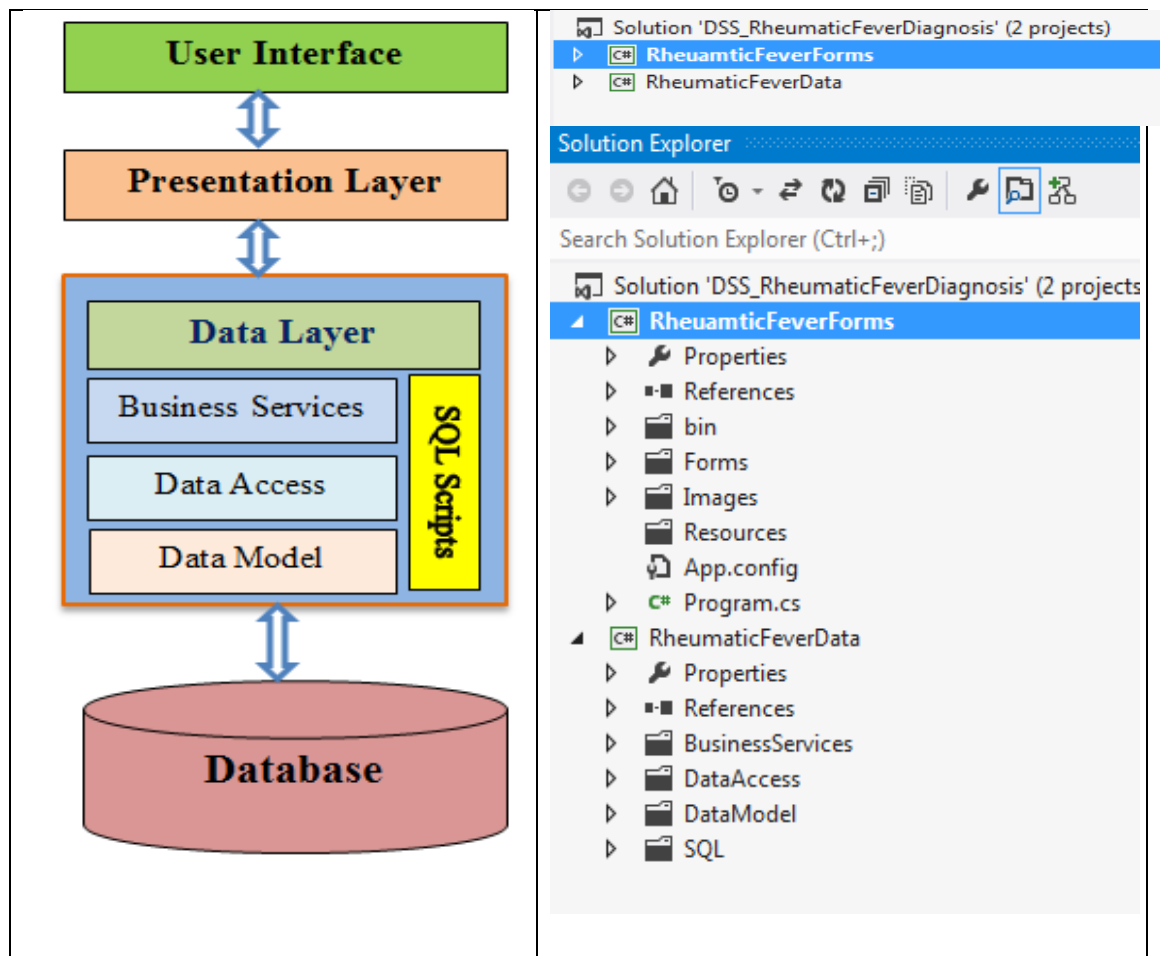 User Interface
Presentation Layer
Data Layer
Business Services
Data Access
Data Model
SQL Scripts
Database
Solution 'DSS_RheumaticFeverDiagnosis' (2 projects)
C# RheuamticFeverForms
C# RheumaticFeverData
Solution Explorer
Search Solution Explorer (Ctrl+;)
Solution 'DSS_RheumaticFeverDiagnosis' (2 projects
C# RheuamticFeverForms
Properties
References
bin
Forms
Images
Resources
App.config
C# Program.cs
C# RheumaticFeverData
Properties
References
BusinessServices
DataAccess
DataModel
SQL